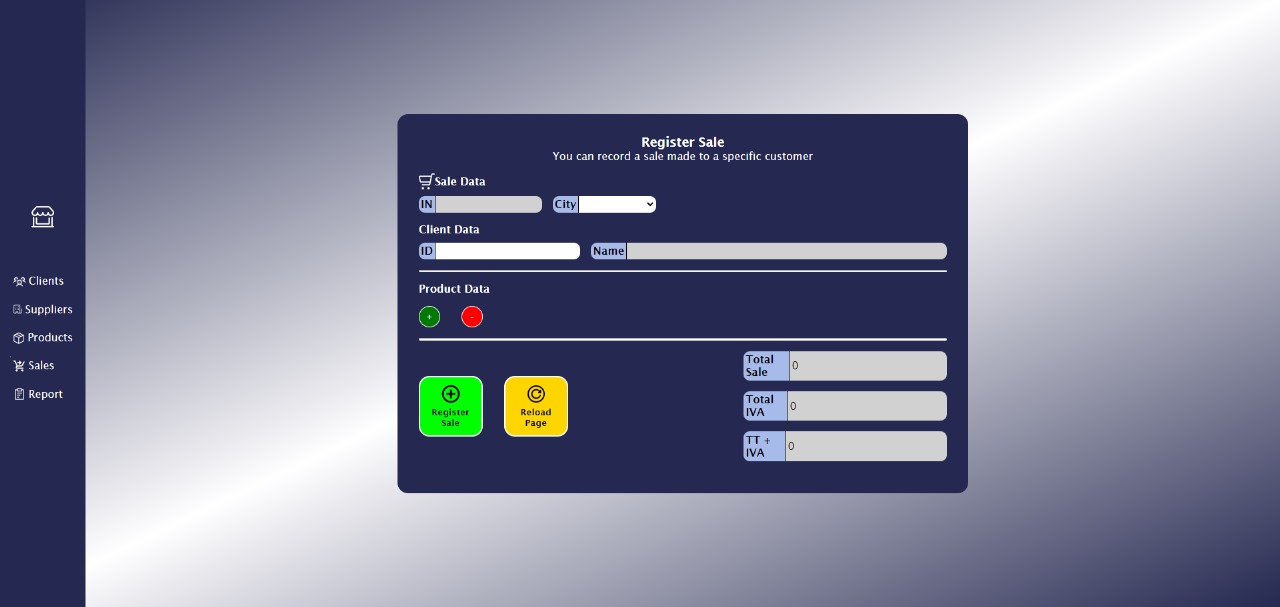 Clients
Suppliers
Products
Sales
Report
Register Sale
You can record a sale made to a specific customer
Sale Data
IN
City
Client Data
ID
Name
Product Data
+
-
Register
Sale
Reload
Page
Total
Sale
0
Total
IVA
0
TT +
IVA
0